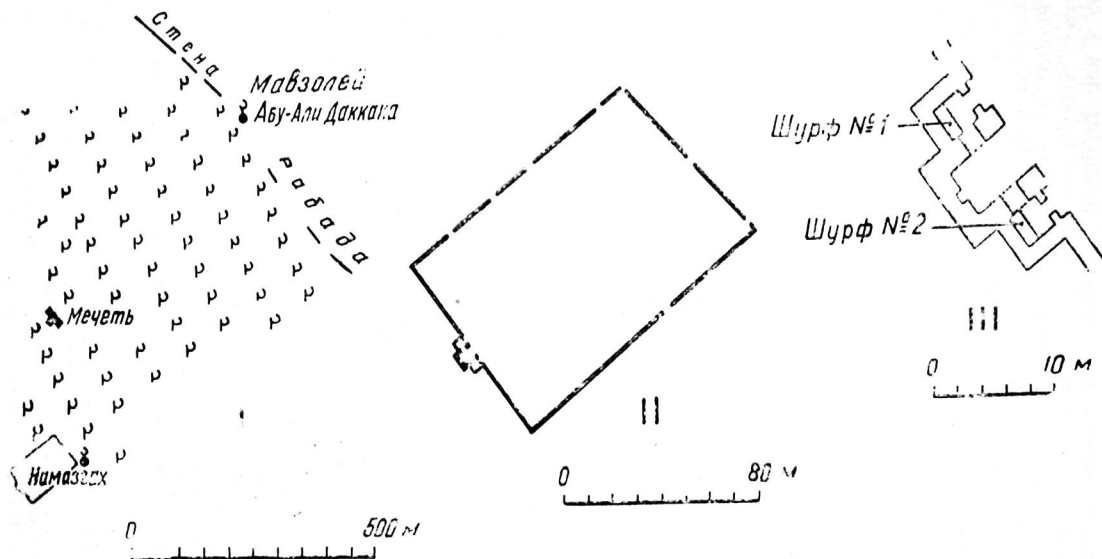 Стена
Мавзолей
Абу-Али Даккака
Рабада
Мечеть
Намазгах
0 500 м
II
0 80 м
Шурф №1
Шурф №2
III
0 10 м